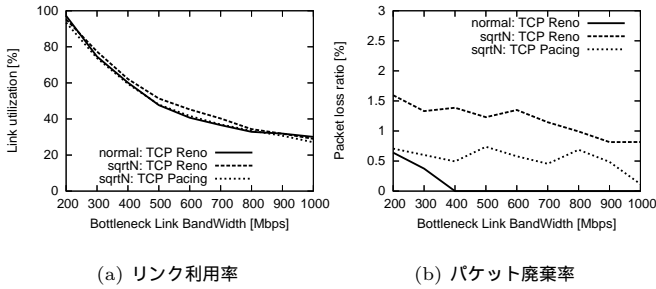 100
80
60
40
20
0
Link utilization [%]
normal: TCP Reno
sqrtN: TCP Reno
sqrtN: TCP Pacing
200 300 400 500 600 700 800 900 1000
Bottleneck Link BandWidth [Mbps]
(a) リンク利用率
3
2.5
2
1.5
1
0.5
0
Packet loss ratio [%]
normal: TCP Reno
sqrtN: TCP Reno
sqrtN: TCP Pacing
200 300 400 500 600 700 800 900 1000
Bottleneck Link BandWidth [Mbps]
(b) パケット廃棄率